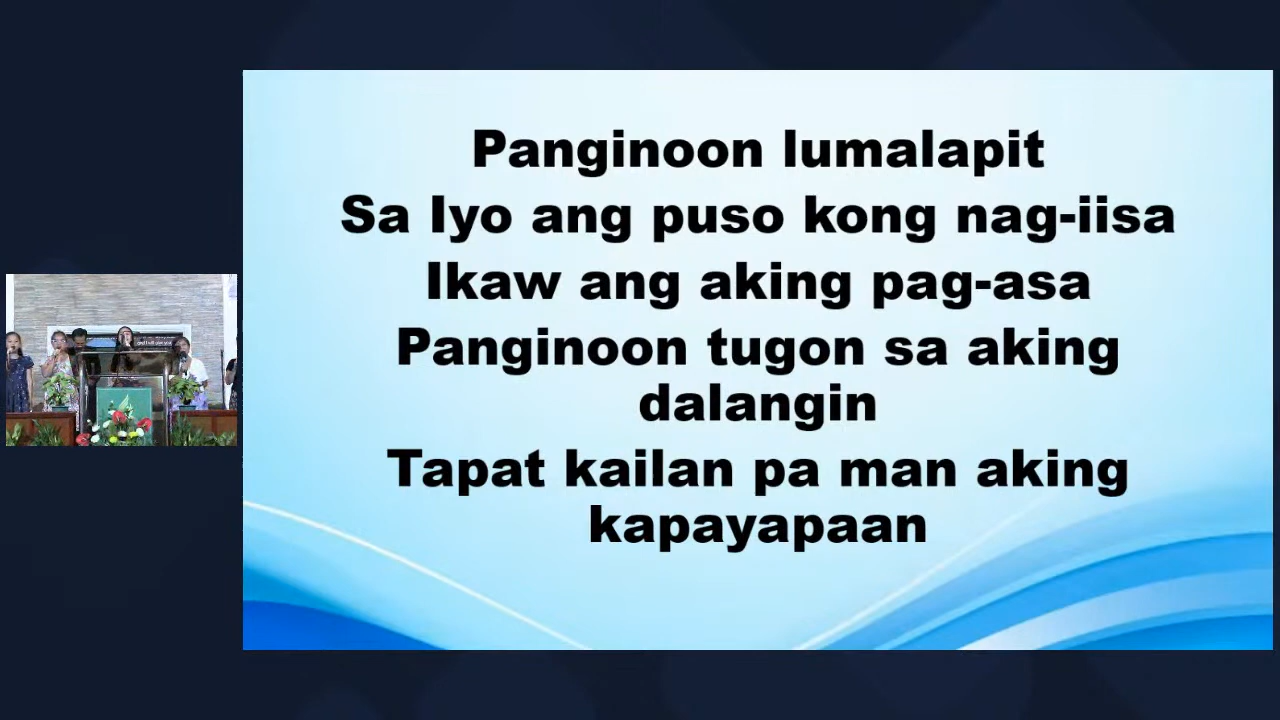 Panginoon lumalapit
Sa Iyo ang puso kong nag-iisa
Ikaw ang aking pag-asa
Panginoon tugon sa aking
dalangin
Tapat kailan pa man aking
kapayapaan